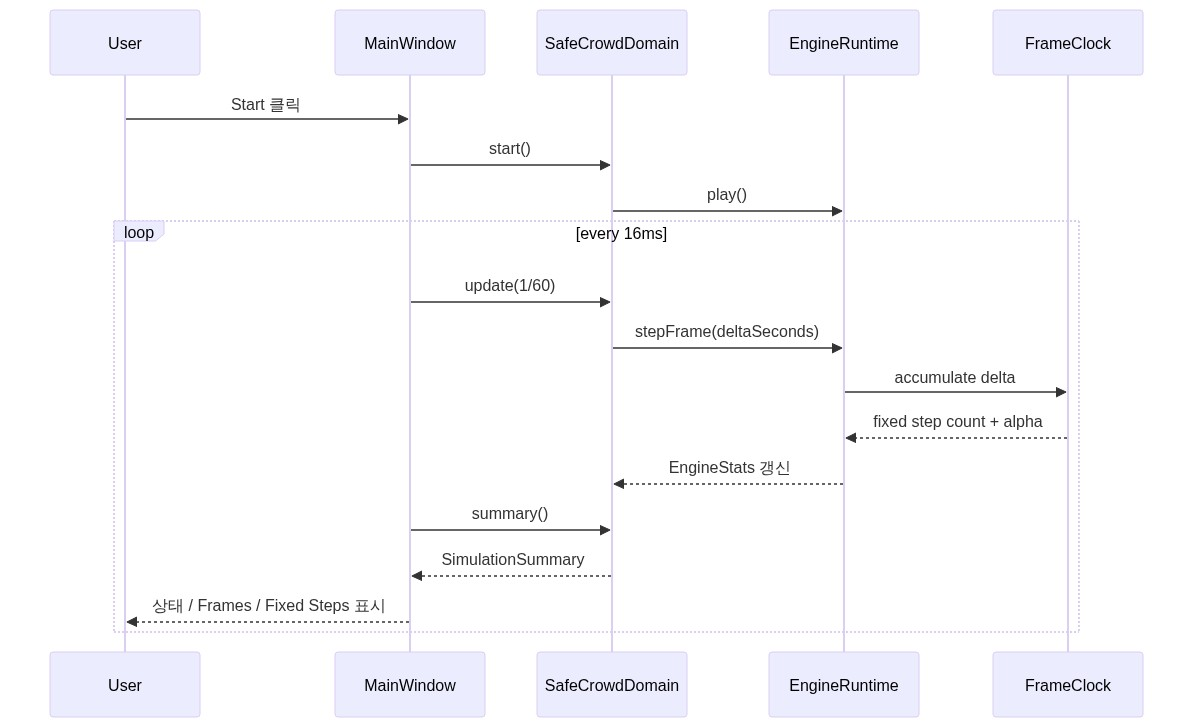 User
MainWindow
SafeCrowdDomain
EngineRuntime
FrameClock
Start 클릭
start()
play()
loop
[every 16ms]
update(1/60)
stepFrame(deltaSeconds)
accumulate delta
fixed step count + alpha
EngineStats 갱신
summary()
SimulationSummary
상태 / Frames / Fixed Steps 표시
User
MainWindow
SafeCrowdDomain
EngineRuntime
FrameClock